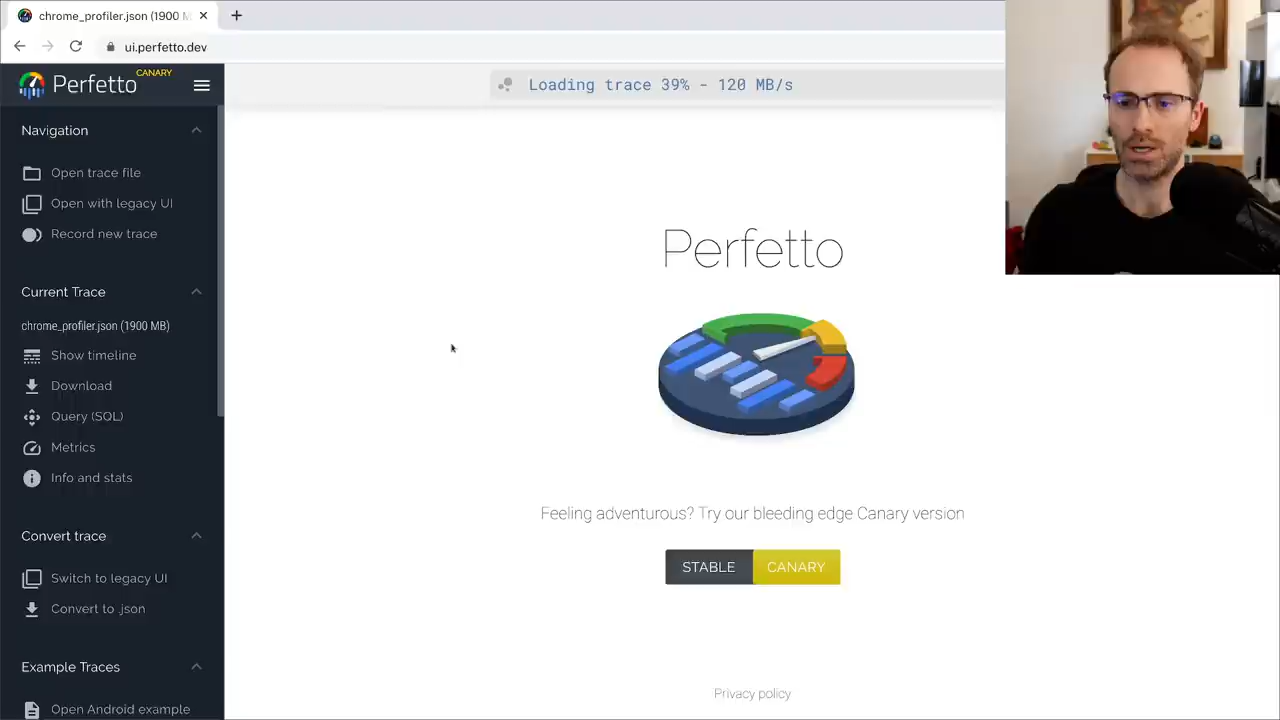 chrome_profiler.json (1900 M
ui.perfetto.dev
Perfetto
CANARY
Loading trace 39% - 120 MB/s
Navigation
Open trace file
Open with legacy UI
Record new trace
Current Trace
chrome_profiler.json (1900 MB)
Show timeline
Download
Query (SQL)
Metrics
Info and stats
Convert trace
Switch to legacy UI
Convert to .json
Example Traces
Open Android example
Perfetto
Feeling adventurous? Try our bleeding edge Canary version
STABLE
CANARY
Privacy policy